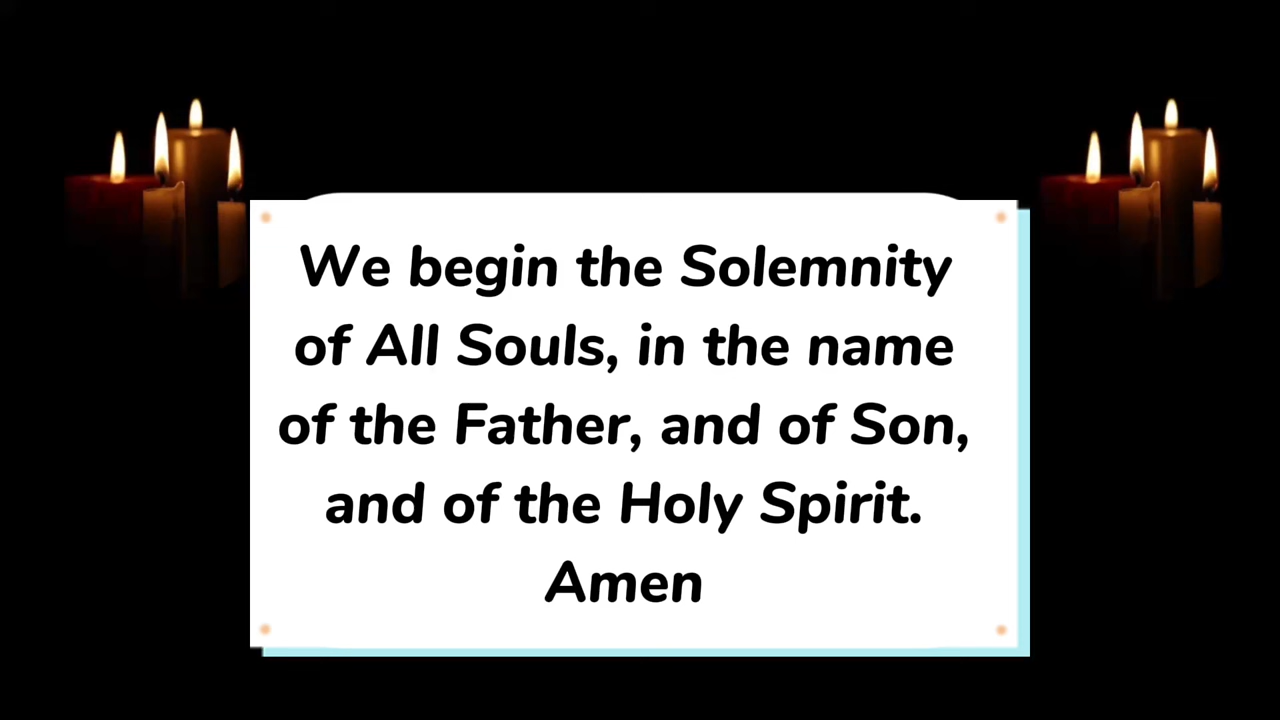 We begin the Solemnity
of All Souls, in the name
of the Father, and of Son,
and of the Holy Spirit.
Amen